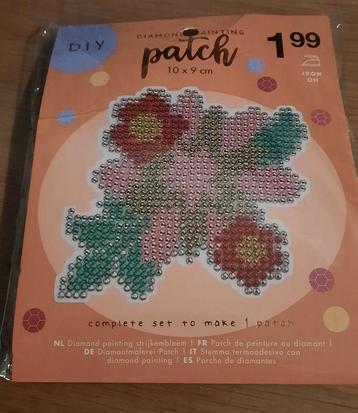 DIY
DIAMOND PAINTING
patch
10 x 9 cm
1 99
IRON
ON
complete set to make 1 patch
NL Diamond painting strijkembleem | FR Patch de peinture au diamant |
DE Diamantmalerei-Patch | IT Stemma termoadesivo con
diamond painting | ES Parche de diamantes